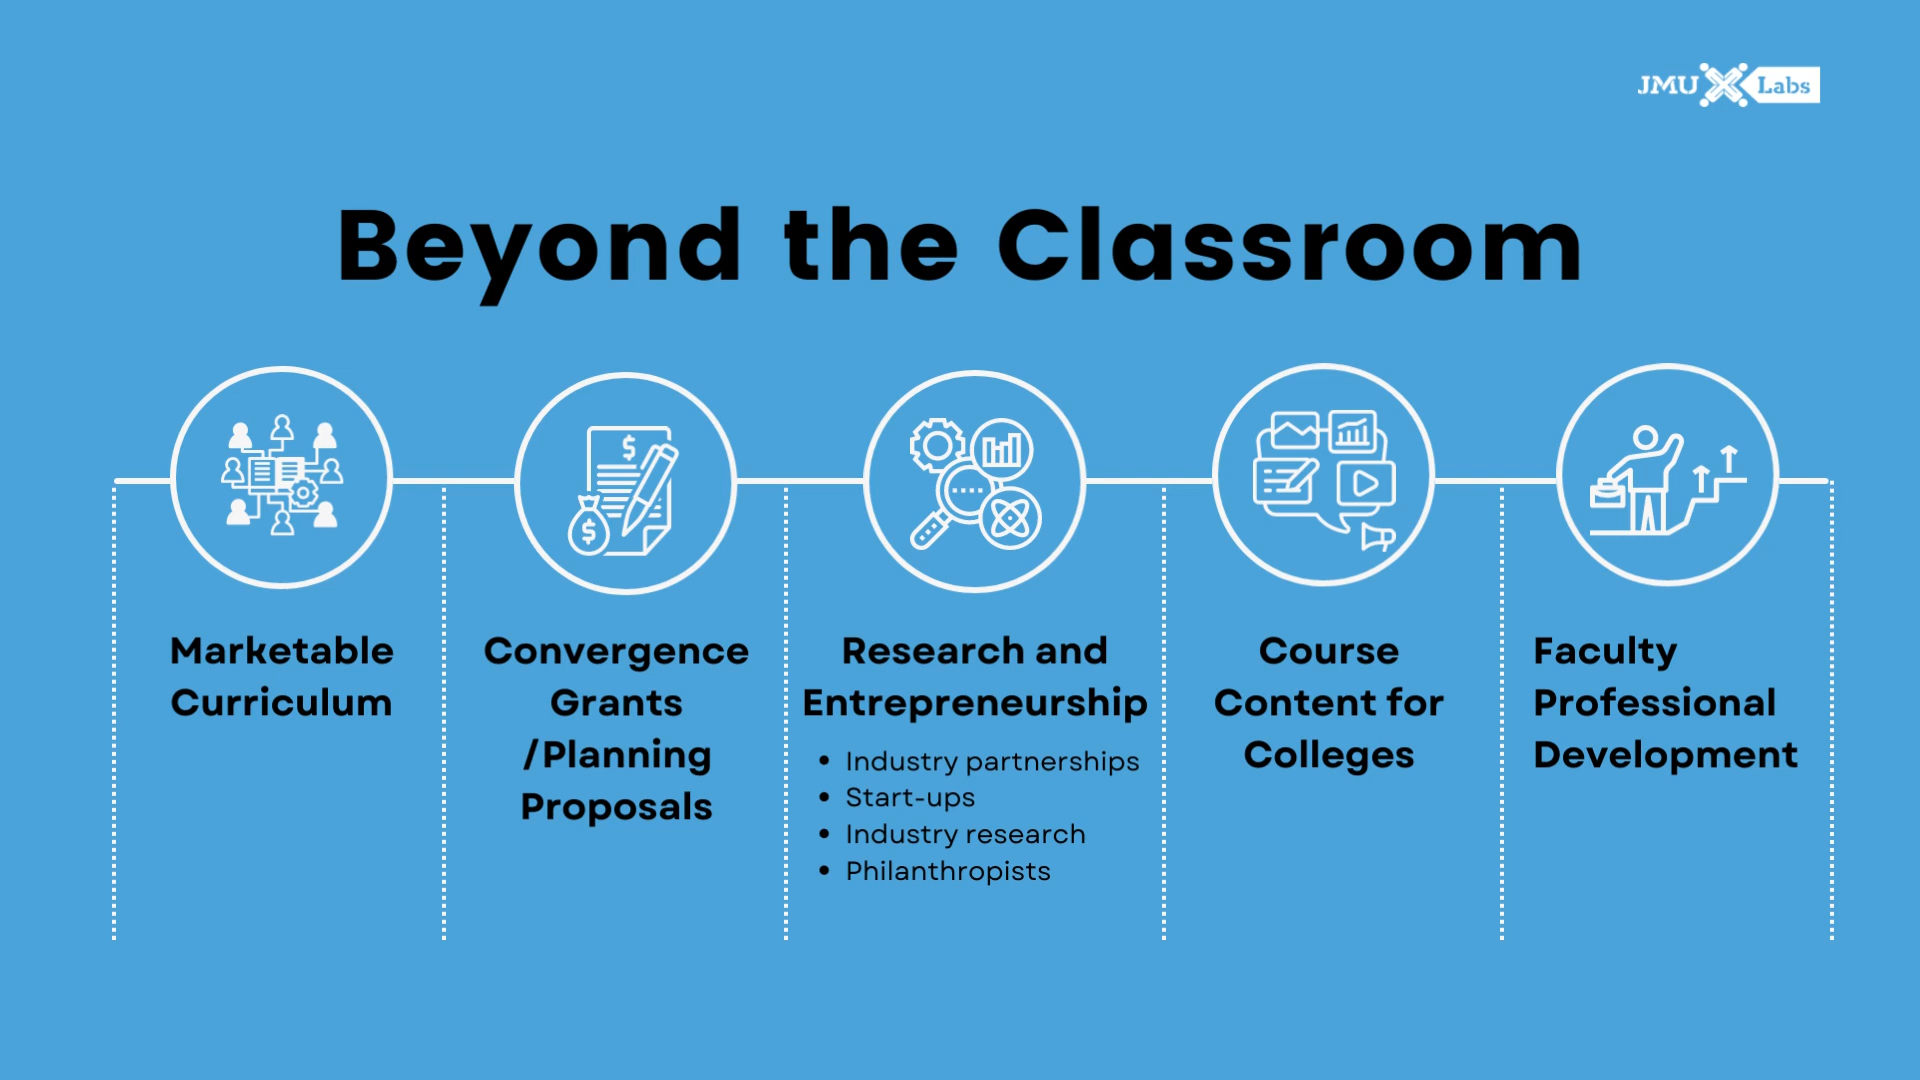 JMU X Labs
Beyond the Classroom
$
$
Marketable
Curriculum
Convergence
Grants
/Planning
Proposals
Research and
Entrepreneurship
• Industry partnerships
• Start-ups
• Industry research
• Philanthropists
Course
Content for
Colleges
Faculty
Professional
Development